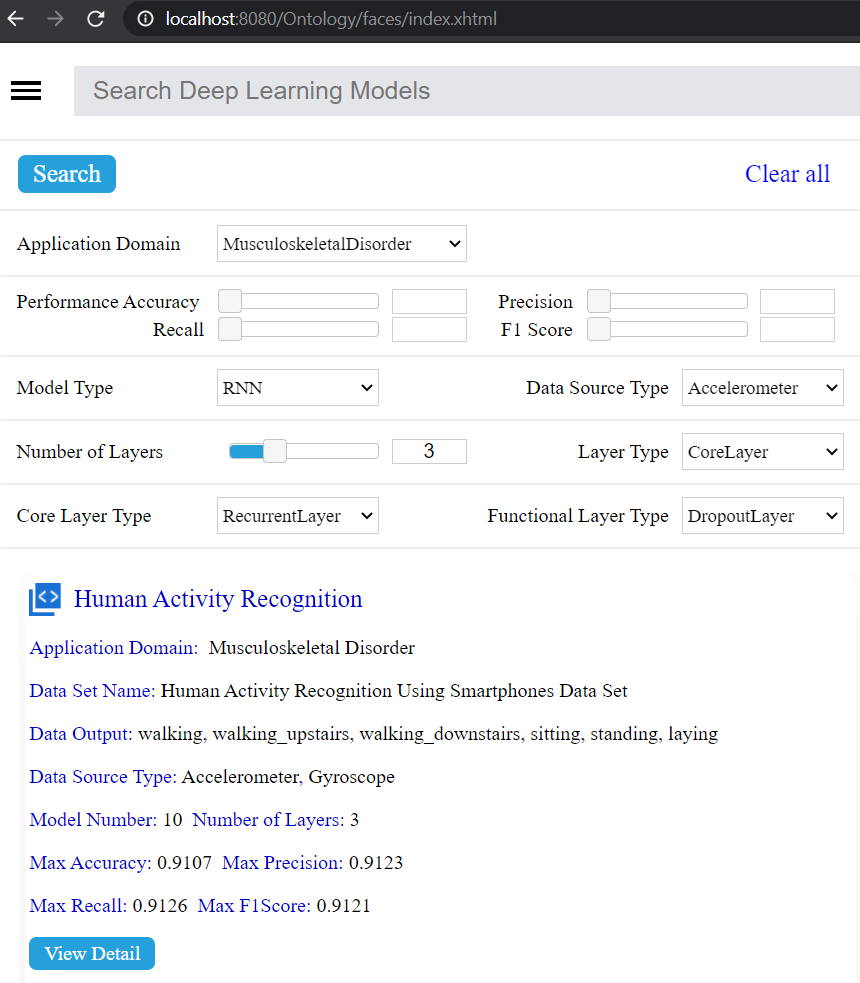 localhost:8080/Ontology/faces/index.xhtml
Search Deep Learning Models
Search Clear all
Application Domain MusculoskeletalDisorder
Performance Accuracy Precision
Recall F1 Score
Model Type RNN Data Source Type Accelerometer
Number of Layers 3 Layer Type CoreLayer
Core Layer Type RecurrentLayer Functional Layer Type DropoutLayer
Human Activity Recognition
Application Domain: Musculoskeletal Disorder
Data Set Name: Human Activity Recognition Using Smartphones Data Set
Data Output: walking, walking_upstairs, walking_downstairs, sitting, standing, laying
Data Source Type: Accelerometer, Gyroscope
Model Number: 10 Number of Layers: 3
Max Accuracy: 0.9107 Max Precision: 0.9123
Max Recall: 0.9126 Max F1Score: 0.9121
View Detail